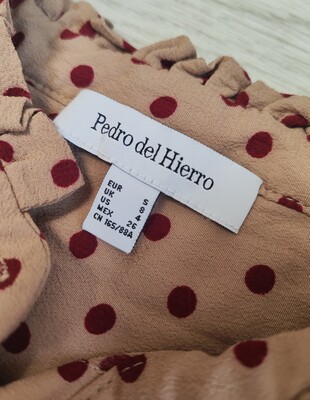 Pedro del Hierro
EUR S
UK 8
US 4
MEX 26
CN 165/88A